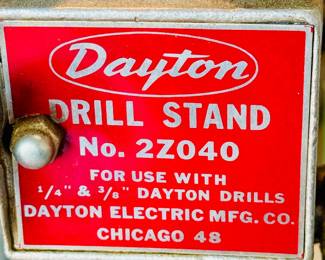 Dayton
DRILL STAND
No. 2Z040
FOR USE WITH
1/4" & 3/8" DAYTON DRILLS
DAYTON ELECTRIC MFG. CO.
CHICAGO 48